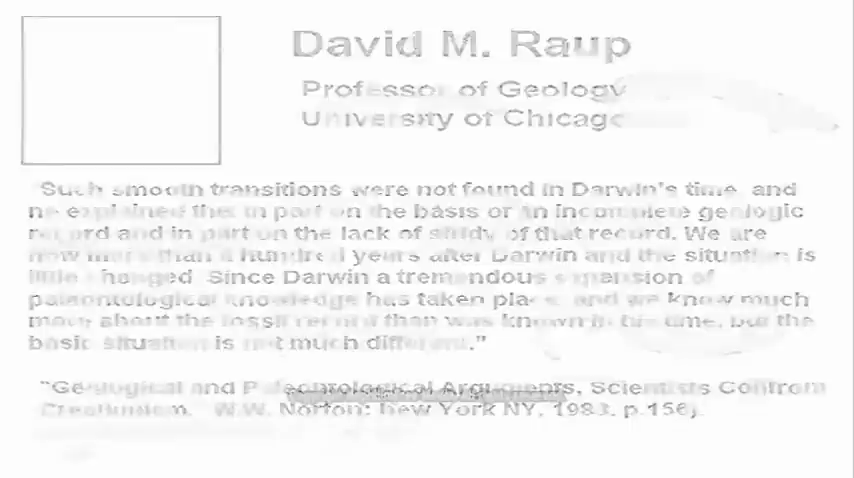 David M. Raup
Professor of Geology
University of Chicago
"Such smooth transitions were not found in Darwin's time, and
he explained this in part on the basis of an incomplete geologic
record and in part on the lack of study of that record. We are
now more than a hundred years after Darwin and the situation is
little changed. Since Darwin a tremendous expansion of
paleontological knowledge has taken place, and we know much
more about the fossil record than was known in his time, but the
basic situation is not much different."
"Geological and Paleontological Arguments, Scientists Confront
Creationism." W.W. Norton: New York NY, 1983, p.156)